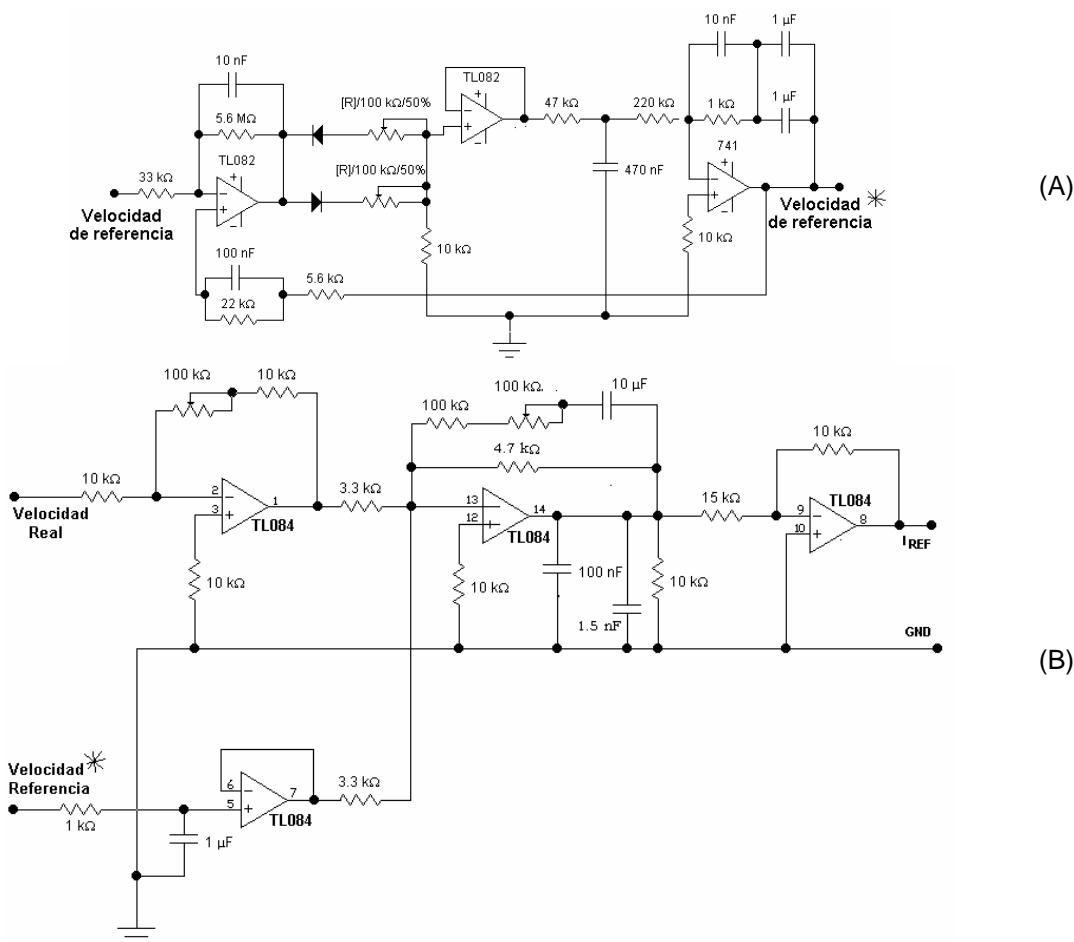 10 nF
5.6 MΩ
TL082
33 kΩ
Velocidad
de referencia
100 nF
22 kΩ
5.6 kΩ
[R]/100 kΩ/50%
[R]/100 kΩ/50%
10 kΩ
TL082
47 kΩ
470 nF
220 kΩ
10 nF
1 µF
1 kΩ
1 µF
741
10 kΩ
Velocidad
de referencia
(A)
100 kΩ
10 kΩ
10 kΩ
Velocidad
Real
2
3
1
TL084
10 kΩ
3.3 kΩ
100 kΩ
100 kΩ
10 µF
4.7 kΩ
13
12
14
TL084
10 kΩ
100 nF
1.5 nF
10 kΩ
15 kΩ
10 kΩ
9
10
8
TL084
I REF
GND
(B)
Velocidad
Referencia
1 kΩ
1 µF
6
5
7
TL084
3.3 kΩ